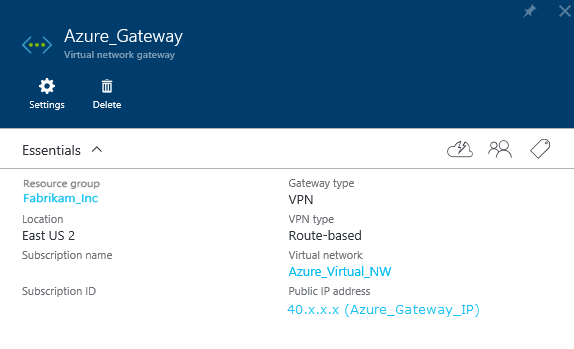 Azure_Gateway
Virtual network gateway
Settings
Delete
Essentials
Resource group
Fabrikam_Inc
Location
East US 2
Subscription name
Subscription ID
Gateway type
VPN
VPN type
Route-based
Virtual network
Azure_Virtual_NW
Public IP address
40.x.x.x (Azure_Gateway_IP)